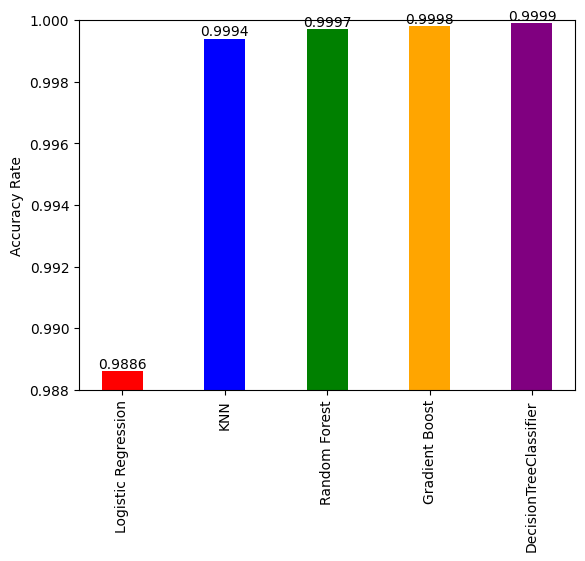 1.000
0.998
0.996
0.994
0.992
0.990
0.988
Accuracy Rate
0.9886
0.9994
0.9997
0.9998
0.9999
Logistic Regression
KNN
Random Forest
Gradient Boost
DecisionTreeClassifier